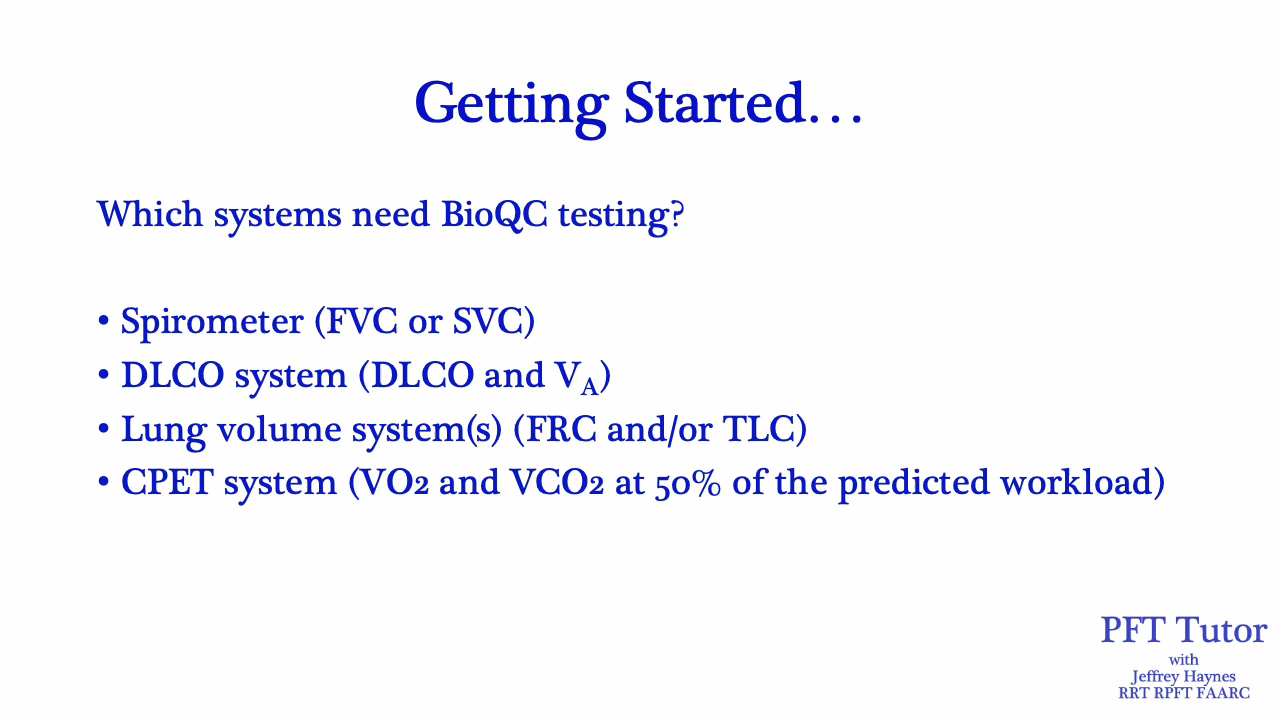 Getting Started...
Which systems need BioQC testing?
• Spirometer (FVC or SVC)
• DLCO system (DLCO and VA)
• Lung volume system(s) (FRC and/or TLC)
• CPET system (VO2 and VCO2 at 50% of the predicted workload)
PFT Tutor
with
Jeffrey Haynes
RRT RPFT FAARC